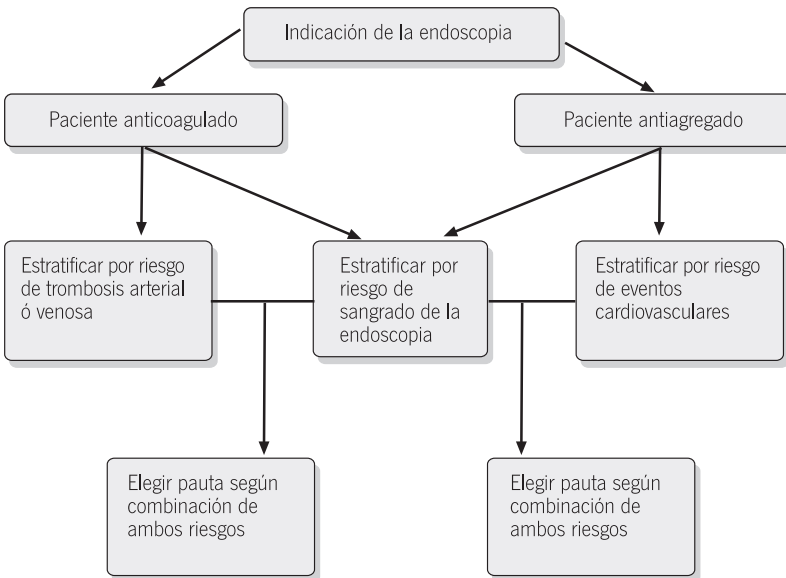 Indicación de la endoscopia
Paciente anticoagulado
Paciente antiagregado
Estratificar por riesgo
de trombosis arterial
ó venosa
Estratificar por
riesgo de
sangrado de la
endoscopia
Estratificar por riesgo
de eventos
cardiovasculares
Elegir pauta según
combinación de
ambos riesgos
Elegir pauta según
combinación de
ambos riesgos